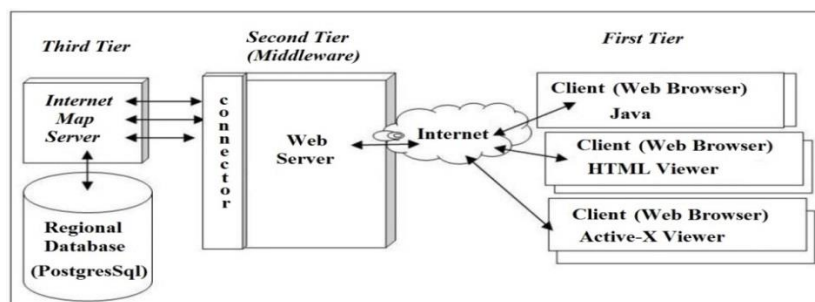 Third Tier
Second Tier
(Middleware)
First Tier
Internet
Map
Server
connector
Web
Server
Internet
Client (Web Browser)
Java
Client (Web Browser)
HTML Viewer
Client (Web Browser)
Active-X Viewer
Regional
Database
(PostgresSql)